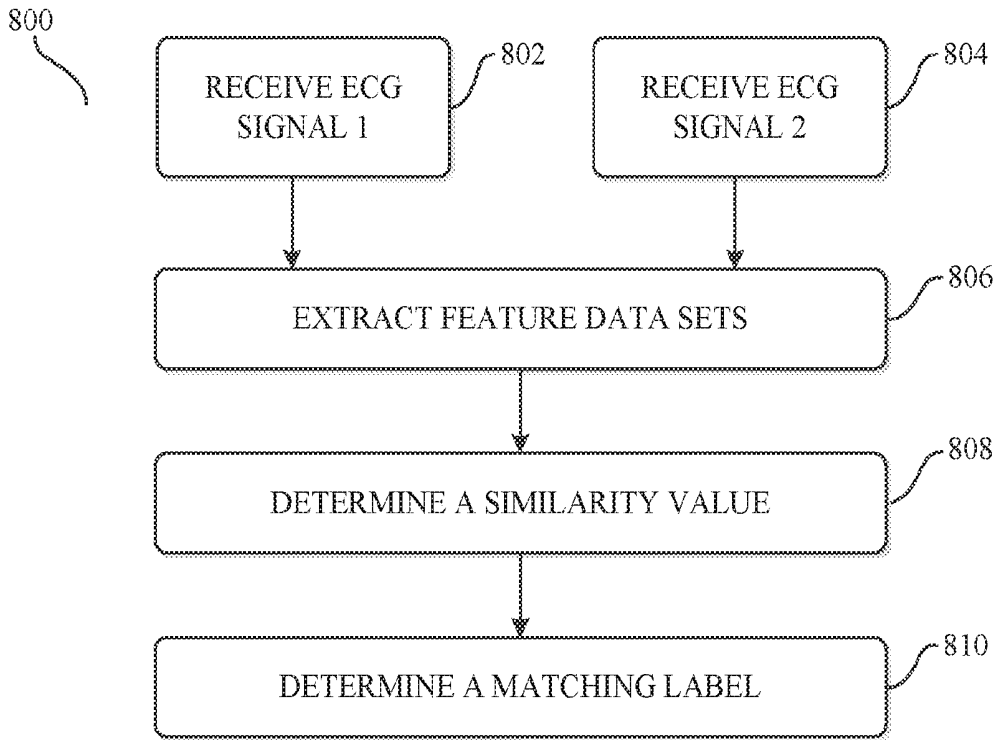 800
RECEIVE ECG
SIGNAL 1
802
RECEIVE ECG
SIGNAL 2
804
EXTRACT FEATURE DATA SETS
806
DETERMINE A SIMILARITY VALUE
808
DETERMINE A MATCHING LABEL
810